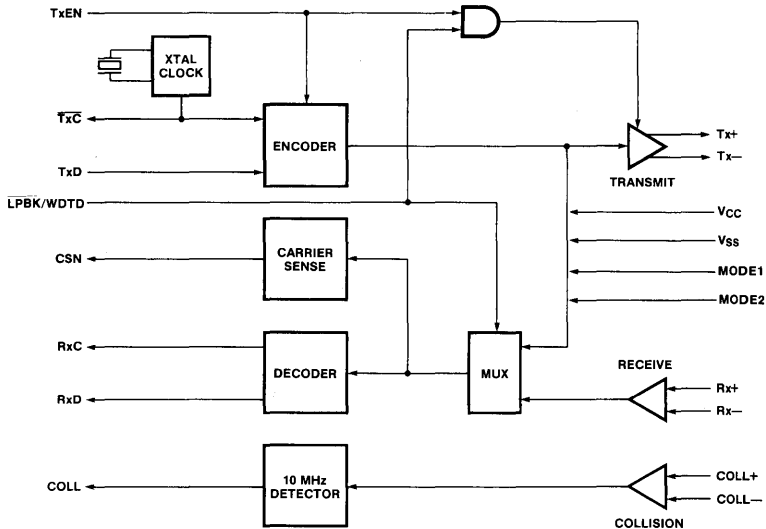 TxEN
XTAL
CLOCK
TxC
ENCODER
TxD
Tx+
Tx–
TRANSMIT
LPBK/WDTD
VCC
VSS
MODE1
MODE2
CSN
CARRIER
SENSE
RxC
DECODER
MUX
RECEIVE
Rx+
Rx–
RxD
COLL
10 MHz
DETECTOR
COLL+
COLL–
COLLISION